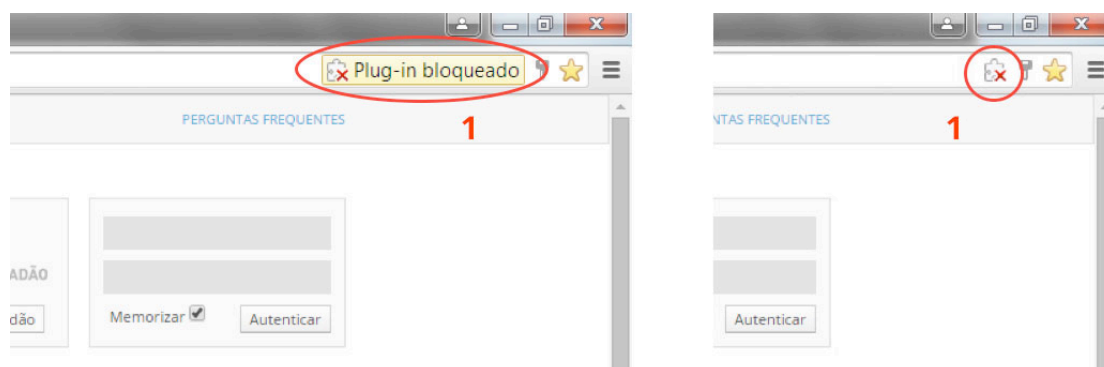 Plug-in bloqueado
PERGUNTAS FREQUENTES
1
ADÃO
dão
Memorizar
Autenticar
NTAS FREQUENTES
1
Autenticar